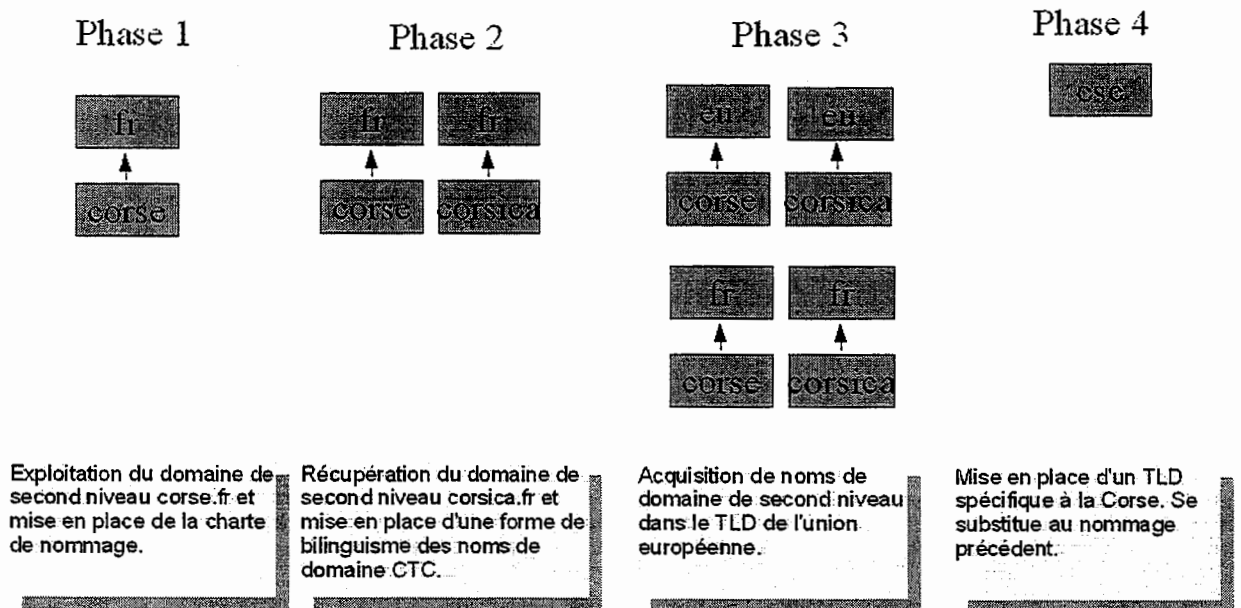 Phase 1
Phase 2
Phase 3
Phase 4
fr
corse
fr
fr
corse
corsica
eu
eu
corse
corsica
fr
fr
corse
corsica
csc
Exploitation du domaine de
second niveau corse.fr et
mise en place de la charte
de nommage.
Récupération du domaine de
second niveau corsica.fr et
mise en place d'une forme de
bilinguisme des noms de
domaine CTC.
Acquisition de noms de
domaine de second niveau
dans le TLD de l'union
européenne.
Mise en place d'un TLD
spécifique à la Corse. Se
substitue au nommage
précédent.